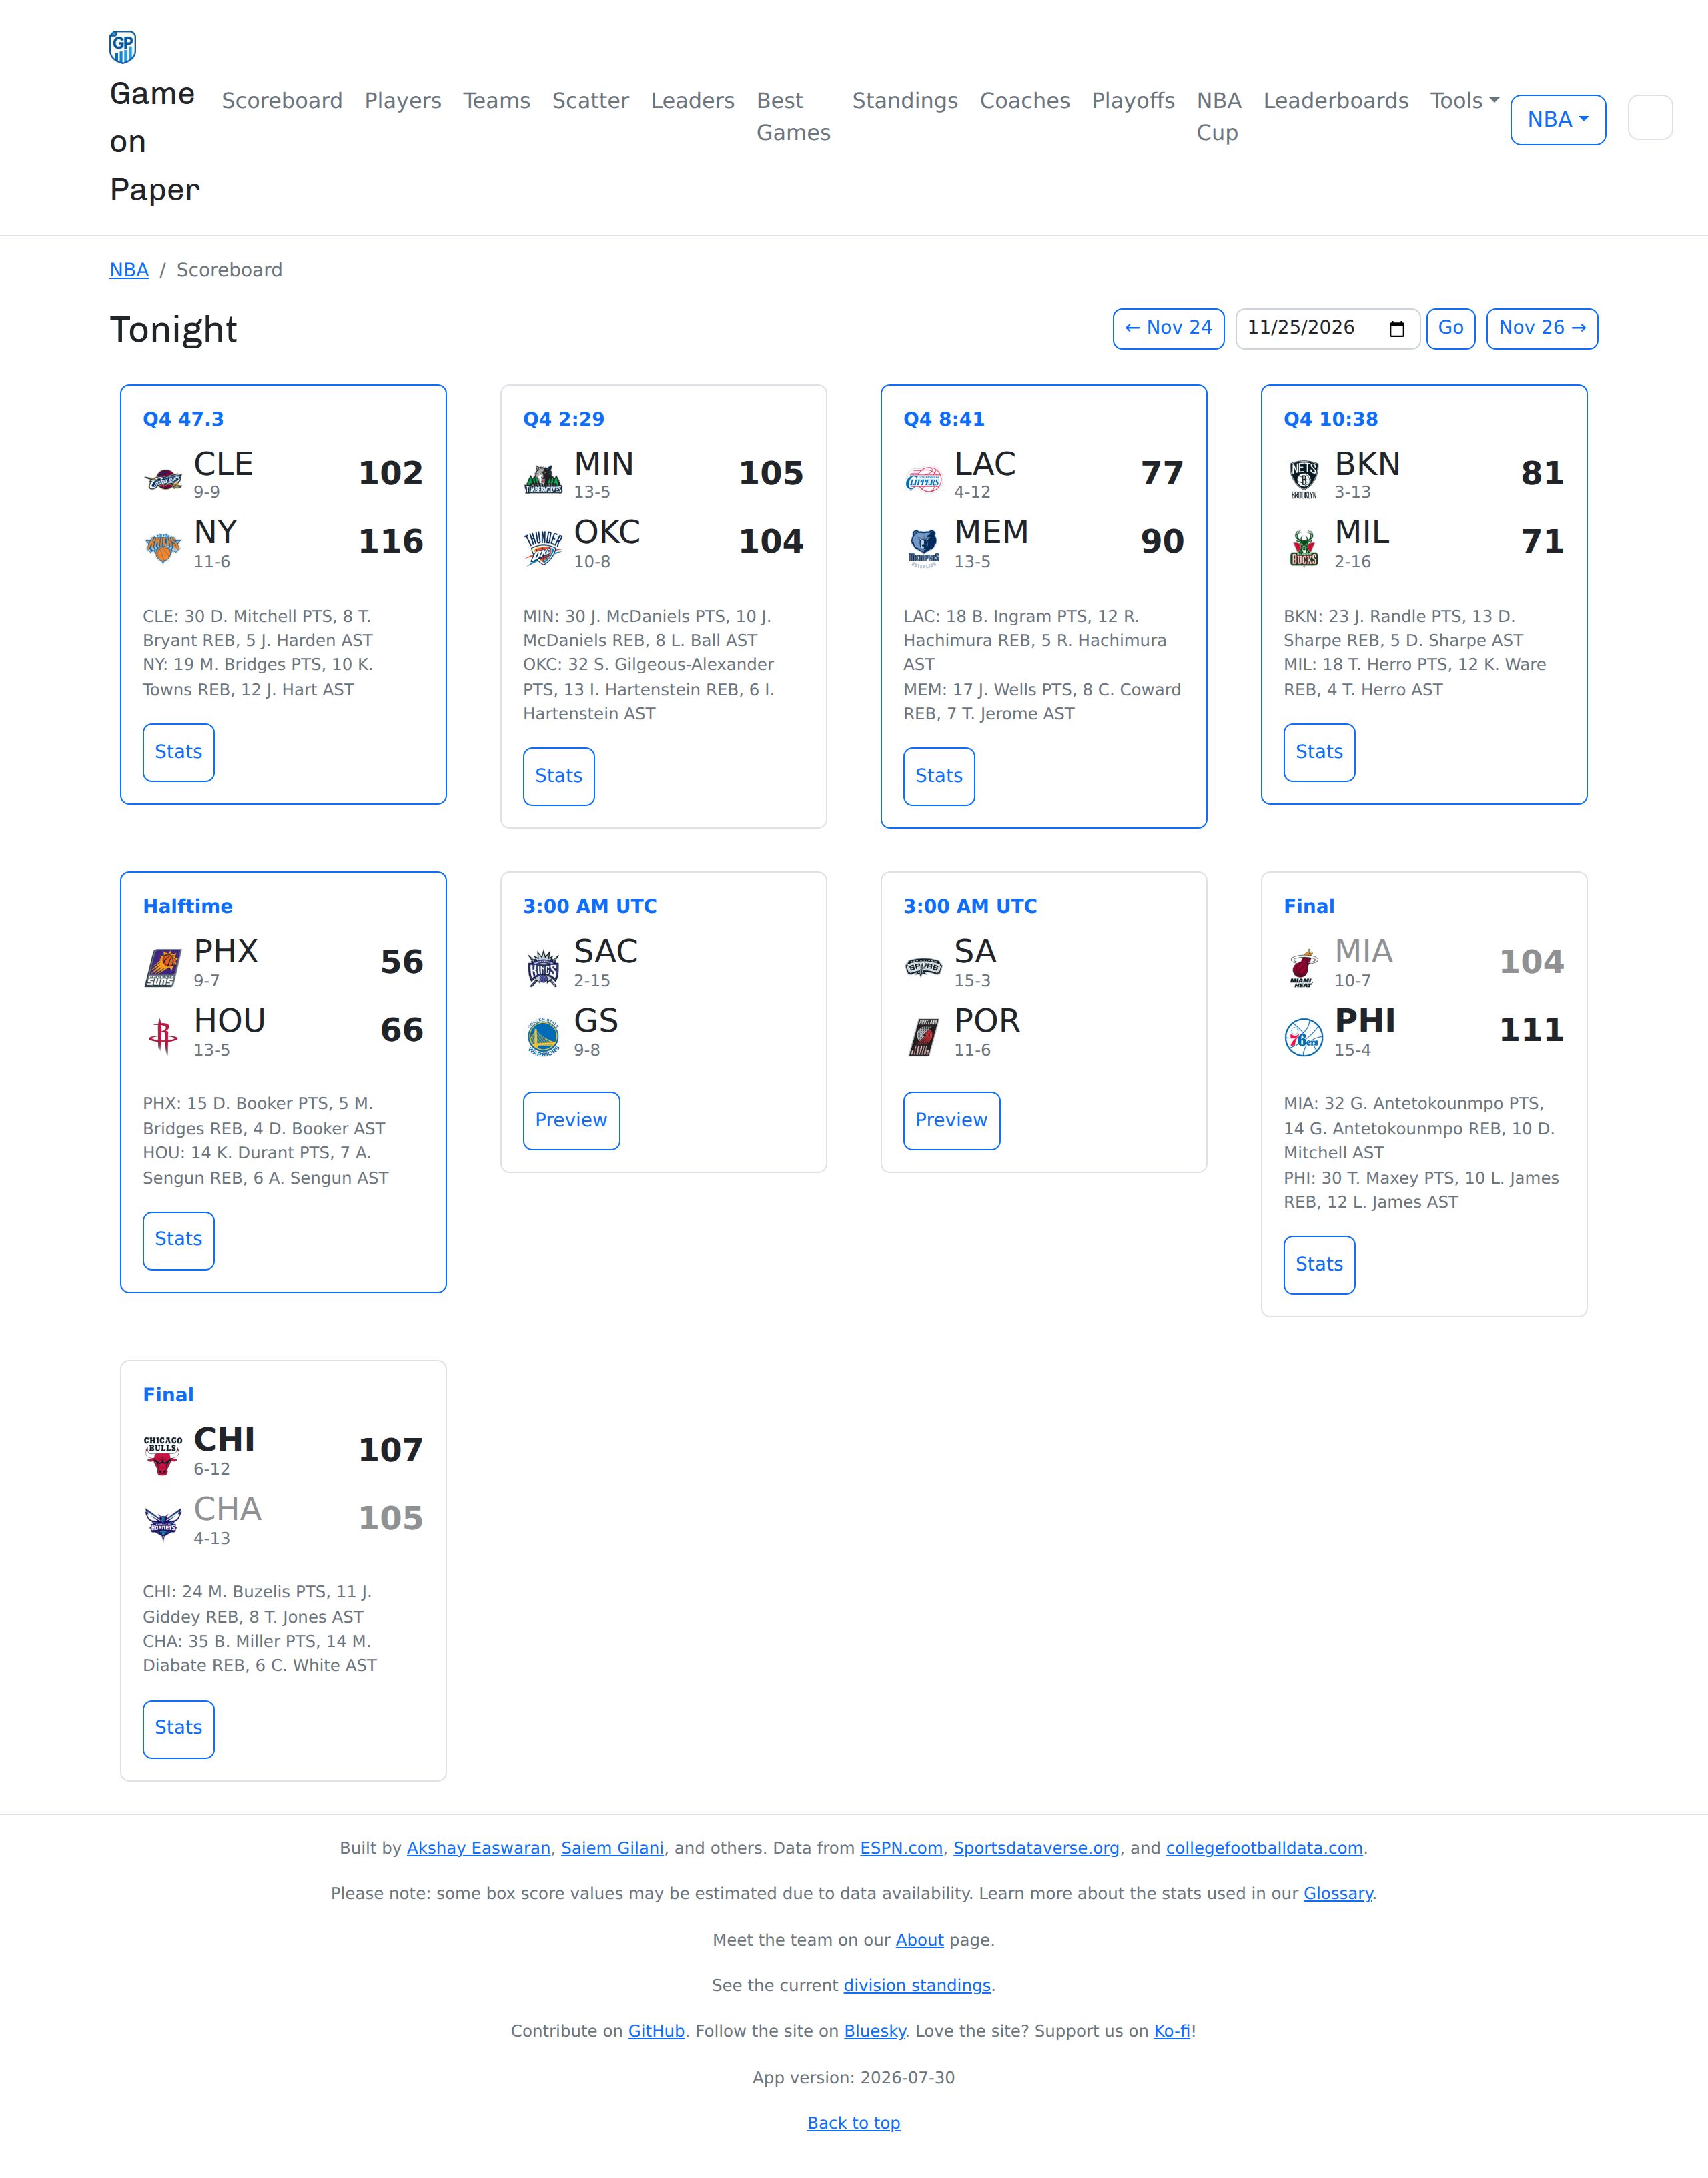 GP
Game
on
Paper
Scoreboard
Players
Teams
Scatter
Leaders
Best
Games
Standings
Coaches
Playoffs
NBA
Cup
Leaderboards
Tools
NBA
NBA / Scoreboard
Tonight
← Nov 24
11/25/2026
Go
Nov 26 →
Q4 47.3
CLE
9-9
102
NY
11-6
116
CLE: 30 D. Mitchell PTS, 8 T.
Bryant REB, 5 J. Harden AST
NY: 19 M. Bridges PTS, 10 K.
Towns REB, 12 J. Hart AST
Stats
Q4 2:29
MIN
13-5
105
OKC
10-8
104
MIN: 30 J. McDaniels PTS, 10 J.
McDaniels REB, 8 L. Ball AST
OKC: 32 S. Gilgeous-Alexander
PTS, 13 I. Hartenstein REB, 6 I.
Hartenstein AST
Stats
Q4 8:41
LAC
4-12
77
MEM
13-5
90
LAC: 18 B. Ingram PTS, 12 R.
Hachimura REB, 5 R. Hachimura
AST
MEM: 17 J. Wells PTS, 8 C. Coward
REB, 7 T. Jerome AST
Stats
Q4 10:38
BKN
3-13
81
MIL
2-16
71
BKN: 23 J. Randle PTS, 13 D.
Sharpe REB, 5 D. Sharpe AST
MIL: 18 T. Herro PTS, 12 K. Ware
REB, 4 T. Herro AST
Stats
Halftime
PHX
9-7
56
HOU
13-5
66
PHX: 15 D. Booker PTS, 5 M.
Bridges REB, 4 D. Booker AST
HOU: 14 K. Durant PTS, 7 A.
Sengun REB, 6 A. Sengun AST
Stats
3:00 AM UTC
SAC
2-15
GS
9-8
Preview
3:00 AM UTC
SA
15-3
POR
11-6
Preview
Final
MIA
10-7
104
PHI
15-4
111
MIA: 32 G. Antetokounmpo PTS,
14 G. Antetokounmpo REB, 10 D.
Mitchell AST
PHI: 30 T. Maxey PTS, 10 L. James
REB, 12 L. James AST
Stats
Final
CHI
6-12
107
CHA
4-13
105
CHI: 24 M. Buzelis PTS, 11 J.
Giddey REB, 8 T. Jones AST
CHA: 35 B. Miller PTS, 14 M.
Diabate REB, 6 C. White AST
Stats
Built by Akshay Easwaran, Saiem Gilani, and others. Data from ESPN.com, Sportsdataverse.org, and collegefootballdata.com.
Please note: some box score values may be estimated due to data availability. Learn more about the stats used in our Glossary.
Meet the team on our About page.
See the current division standings.
Contribute on GitHub. Follow the site on Bluesky. Love the site? Support us on Ko-fi!
App version: 2026-07-30
Back to top